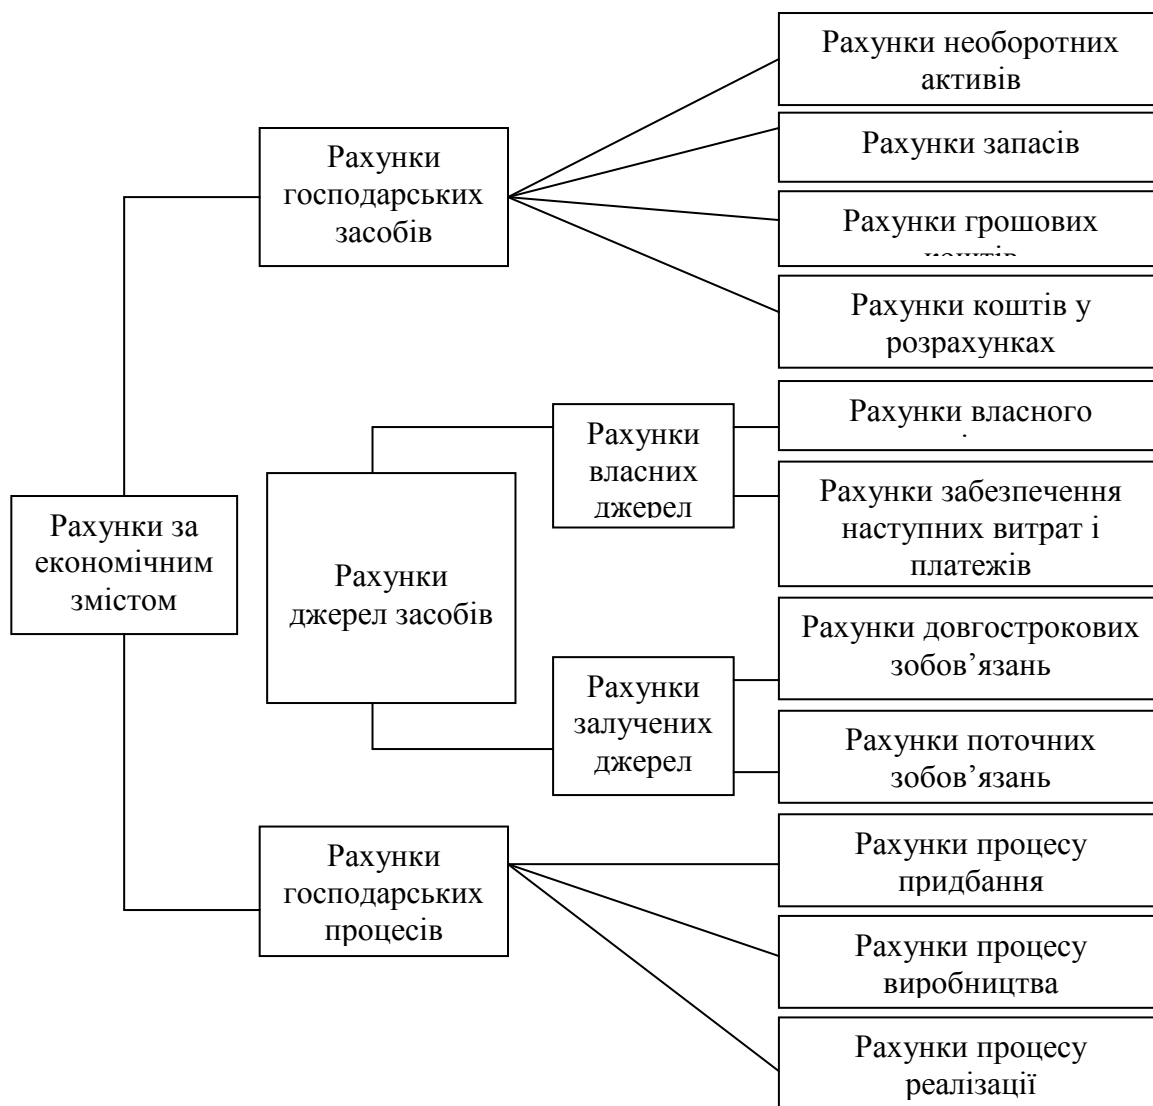 Рахунки за
економічним
змістом
Рахунки
господарських
засобів
Рахунки необоротних
активів
Рахунки запасів
Рахунки грошових
коштів
Рахунки коштів у
розрахунках
Рахунки
джерел засобів
Рахунки
власних
джерел
Рахунки власного
Рахунки забезпечення
наступних витрат і
платежів
Рахунки
залучених
джерел
Рахунки довгострокових
зобов’язань
Рахунки поточних
зобов’язань
Рахунки
господарських
процесів
Рахунки процесу
придбання
Рахунки процесу
виробництва
Рахунки процесу
реалізації